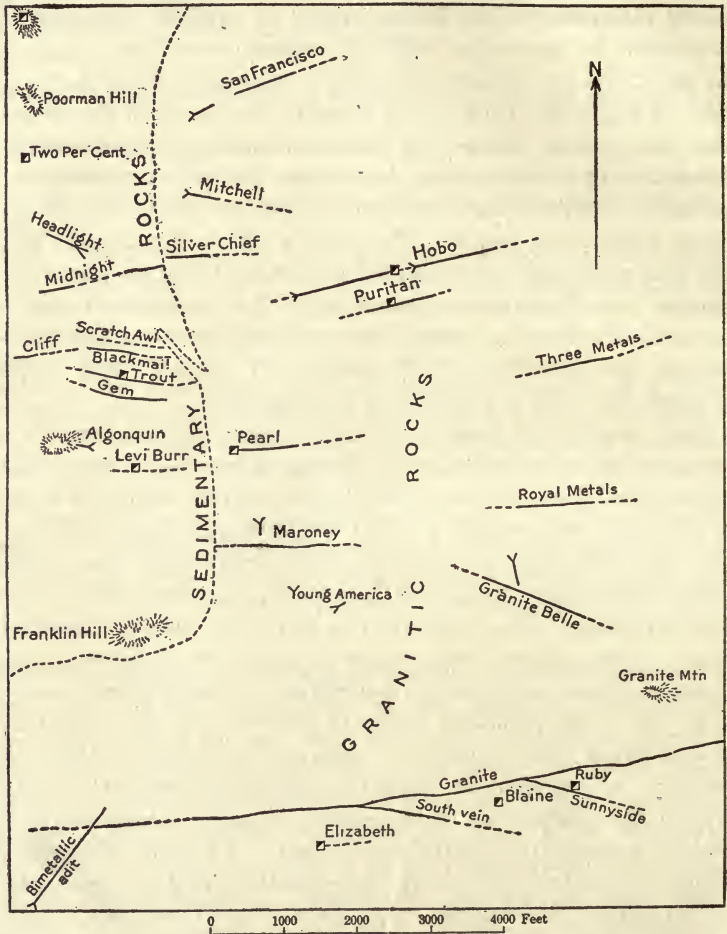 San Francisco
N
Poorman Hill
Two Per Cent
ROCKS
Mitchell
Headlight
Silver Chief
Hobo
Midnight
Puritan
Scratch Awl
Cliff
Blackmail
Trout
Gem
Three Metals
ROCKS
Algonquin
Pearl
Levi Burr
SEDIMENTARY
Royal Metals
Maroney
Young America
Granite Belle
GRANITIC
Franklin Hill
Granite Mtn
Granite
Ruby
Blaine
Sunnyside
South vein
Elizabeth
Bimetallic
adit
0 1000 2000 3000 4000 Feet